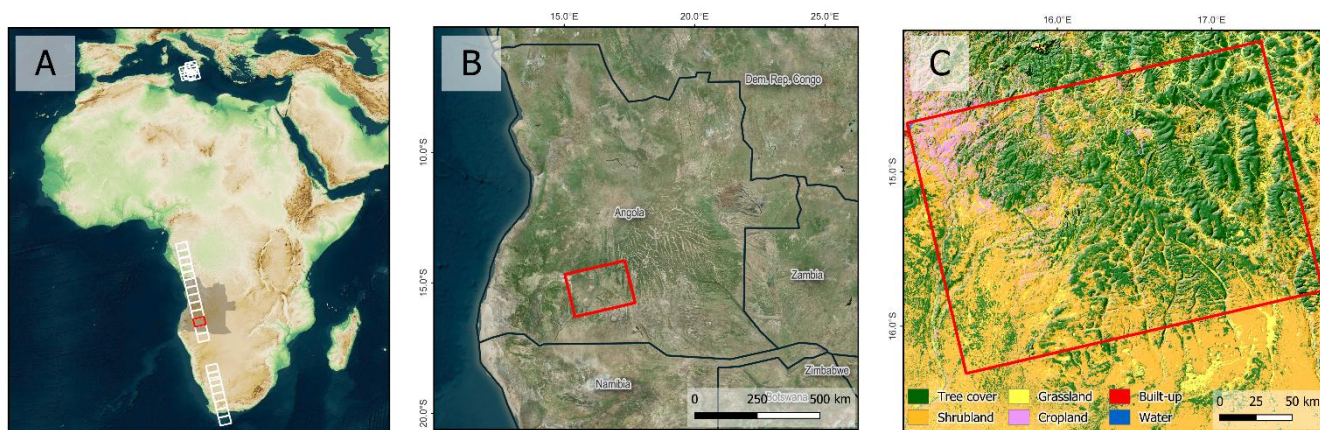 A
B
C
15.0°E 20.0°E 25.0°E
10.0°S
15.0°S
20.0°S
Dem. Rep. Congo
Angola
Zambia
Zimbabwe
Namibia
Botswana
0 250 500 km
16.0°E 17.0°E
15.0°S
16.0°S
Tree cover Grassland Built-up
Shrubland Cropland Water
0 25 50 km